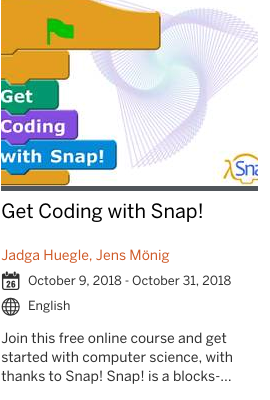 Get
Coding
with Snap!
λSna
Get Coding with Snap!
Jadga Huegle, Jens Mönig
26
October 9, 2018 - October 31, 2018
English
Join this free online course and get
started with computer science, with
thanks to Snap! Snap! is a blocks-...